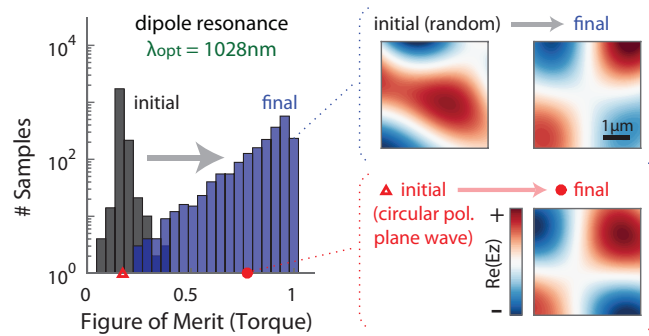 dipole resonance
λopt = 1028nm
initial
final
10⁴
10²
10⁰
# Samples
0
0.5
1
Figure of Merit (Torque)
initial (random)
final
1μm
initial
final
(circular pol.
plane wave)
+
Re(Ez)
-